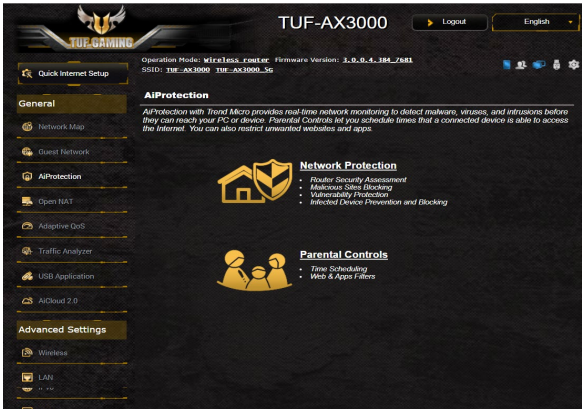 TUF GAMING
TUF-AX3000
Logout
English
Quick Internet Setup
Operation Mode: Wireless router Firmware Version: 3.0.0.4.384_7681
SSID: TUF-AX3000 TUF-AX3000_5G
General
Network Map
Guest Network
AiProtection
Open NAT
Adaptive QoS
Traffic Analyzer
USB Application
AiCloud 2.0
Advanced Settings
Wireless
LAN
AiProtection
AiProtection with Trend Micro provides real-time network monitoring to detect malware, viruses, and intrusions before
they can reach your PC or device. Parental Controls let you schedule times that a connected device is able to access
the Internet. You can also restrict unwanted websites and apps.
Network Protection
• Router Security Assessment
• Malicious Sites Blocking
• Vulnerability Protection
• Infected Device Prevention and Blocking
Parental Controls
• Time Scheduling
• Web & Apps Filters